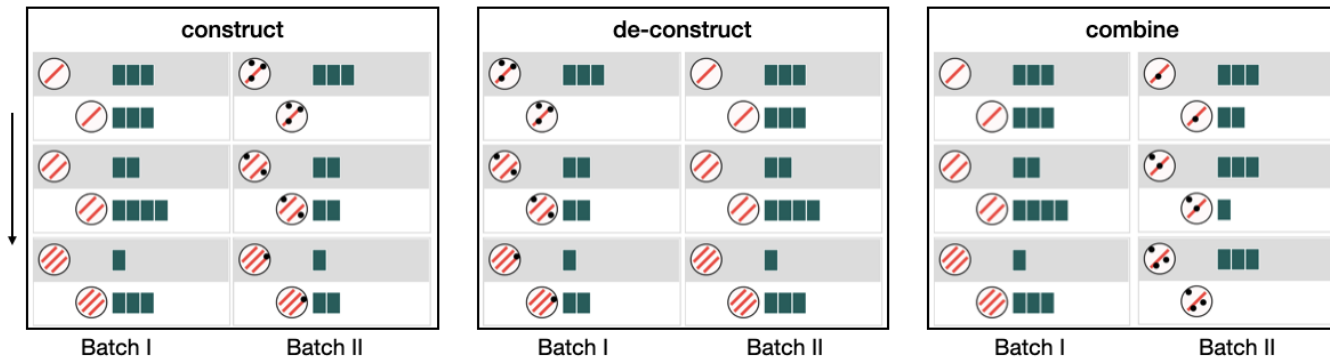 construct
de-construct
combine
Batch I
Batch II
Batch I
Batch II
Batch I
Batch II